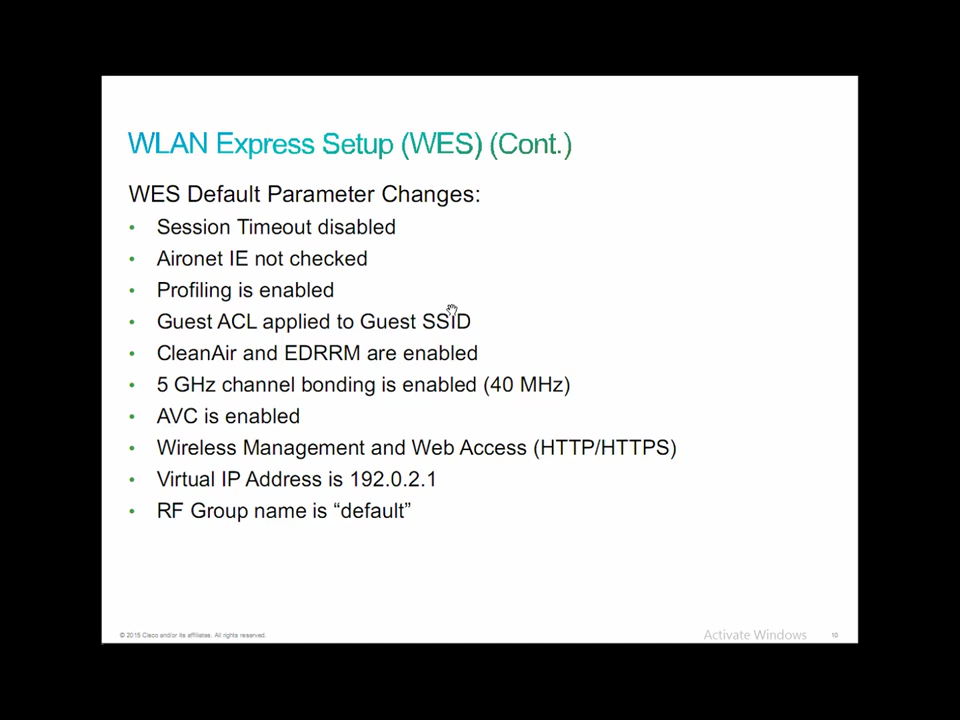 WLAN Express Setup (WES) (Cont.)
WES Default Parameter Changes:
• Session Timeout disabled
• Aironet IE not checked
• Profiling is enabled
• Guest ACL applied to Guest SSID
• CleanAir and EDRRM are enabled
• 5 GHz channel bonding is enabled (40 MHz)
• AVC is enabled
• Wireless Management and Web Access (HTTP/HTTPS)
• Virtual IP Address is 192.0.2.1
• RF Group name is “default”
© 2015 Cisco and/or its affiliates. All rights reserved.
Activate Windows
10